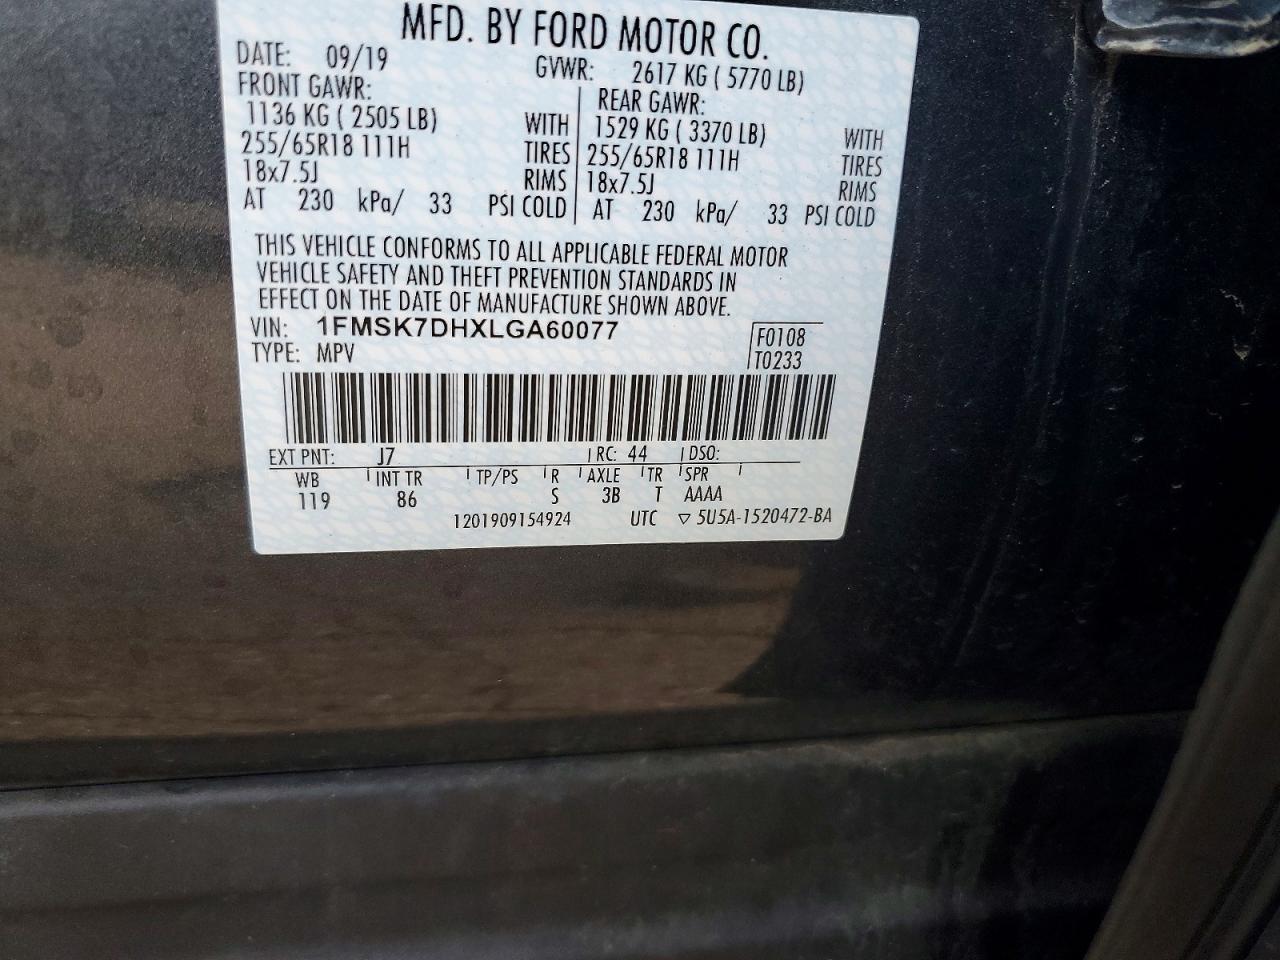 MFD. BY FORD MOTOR CO.
DATE: 09/19 GVWR: 2617 KG ( 5770 LB)
FRONT GAWR: REAR GAWR:
1136 KG ( 2505 LB) WITH 1529 KG ( 3370 LB) WITH
255/65R18 111H TIRES 255/65R18 111H TIRES
18x7.5J RIMS 18x7.5J RIMS
AT 230 kPa/ 33 PSI COLD AT 230 kPa/ 33 PSI COLD
THIS VEHICLE CONFORMS TO ALL APPLICABLE FEDERAL MOTOR
VEHICLE SAFETY AND THEFT PREVENTION STANDARDS IN
EFFECT ON THE DATE OF MANUFACTURE SHOWN ABOVE.
VIN: 1FMSK7DHXLGA60077 F0108
TYPE: MPV T0233
EXT PNT: J7 RC: 44 DSO:
WB INT TR TP/PS R AXLE TR SPR
119 86 S 3B T AAAA
1201909154924 UTC ▽ 5U5A-1520472-BA